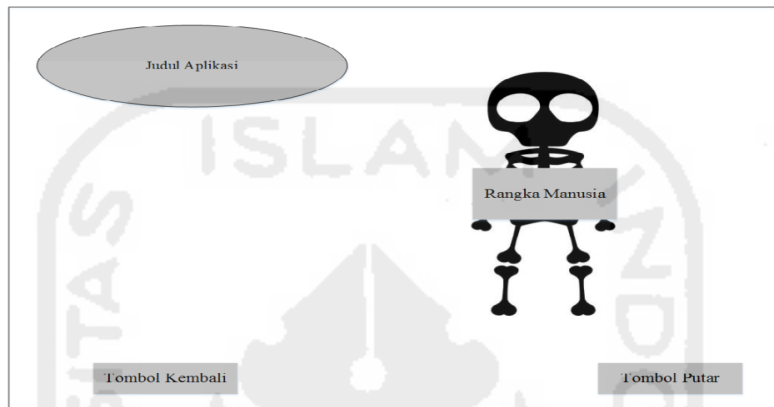 Judul Aplikasi
ISLAM
Rangka Manusia
Tombol Kembali
Tombol Putar